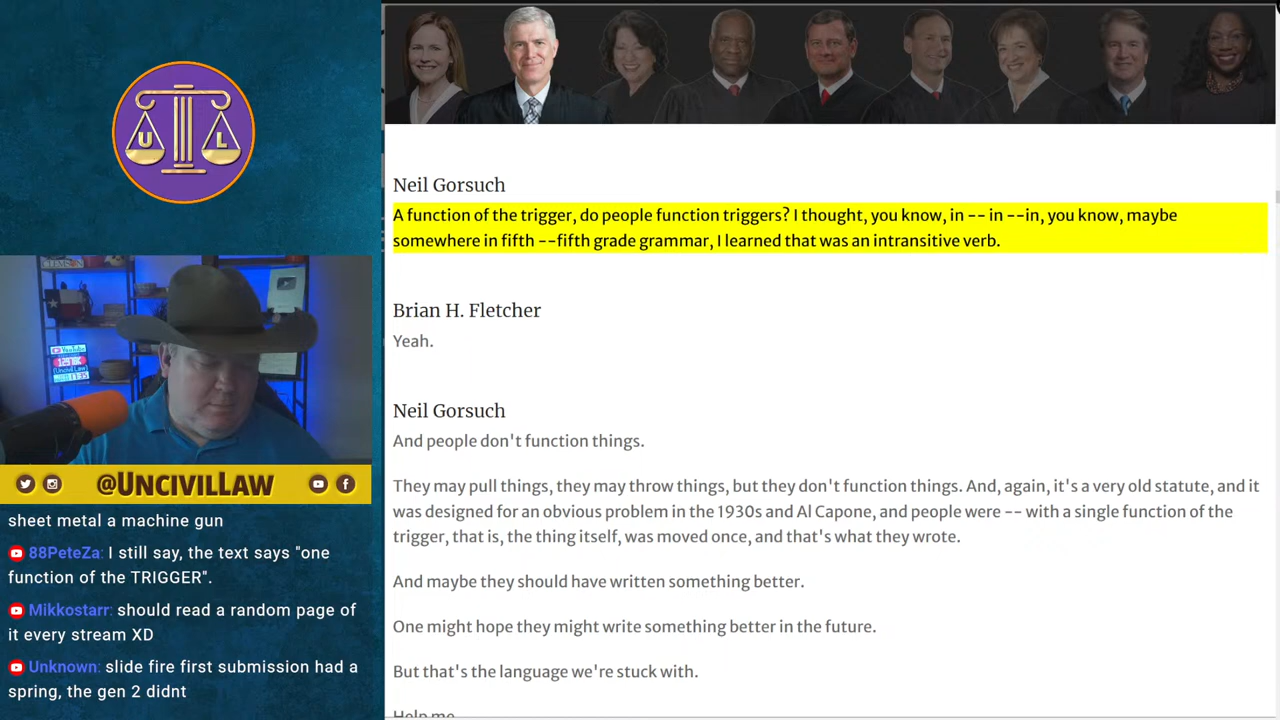 U L
Neil Gorsuch
A function of the trigger, do people function triggers? I thought, you know, in -- in --in, you know, maybe
somewhere in fifth --fifth grade grammar, I learned that was an intransitive verb.
Brian H. Fletcher
Yeah.
Neil Gorsuch
And people don't function things.
They may pull things, they may throw things, but they don't function things. And, again, it's a very old statute, and it
was designed for an obvious problem in the 1930s and Al Capone, and people were -- with a single function of the
trigger, that is, the thing itself, was moved once, and that's what they wrote.
And maybe they should have written something better.
One might hope they might write something better in the future.
But that's the language we're stuck with.
Help me
YouTube
@UNCIVILLAW
sheet metal a machine gun
88PeteZa: I still say, the text says "one
function of the TRIGGER".
Mikkostarr: should read a random page of
it every stream XD
Unknown: slide fire first submission had a
spring, the gen 2 didnt